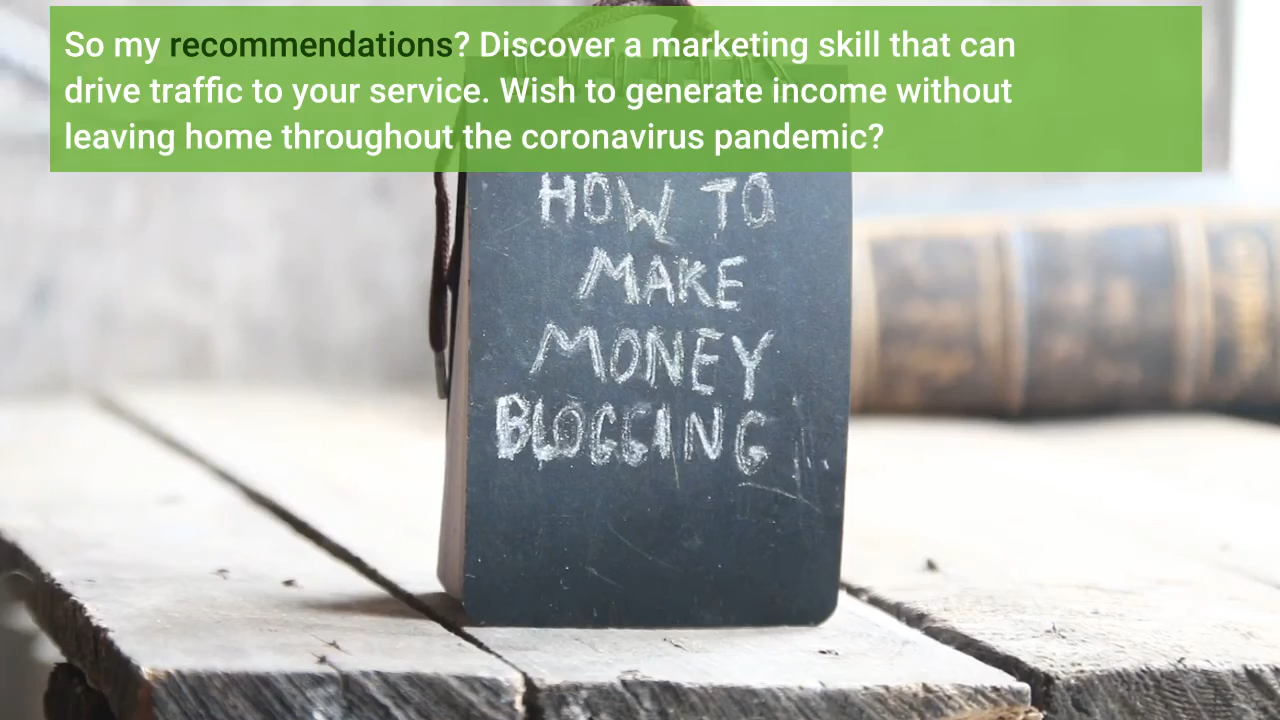 So my recommendations? Discover a marketing skill that can
drive traffic to your service. Wish to generate income without
leaving home throughout the coronavirus pandemic?
HOW TO
MAKE
MONEY
BLOGGING